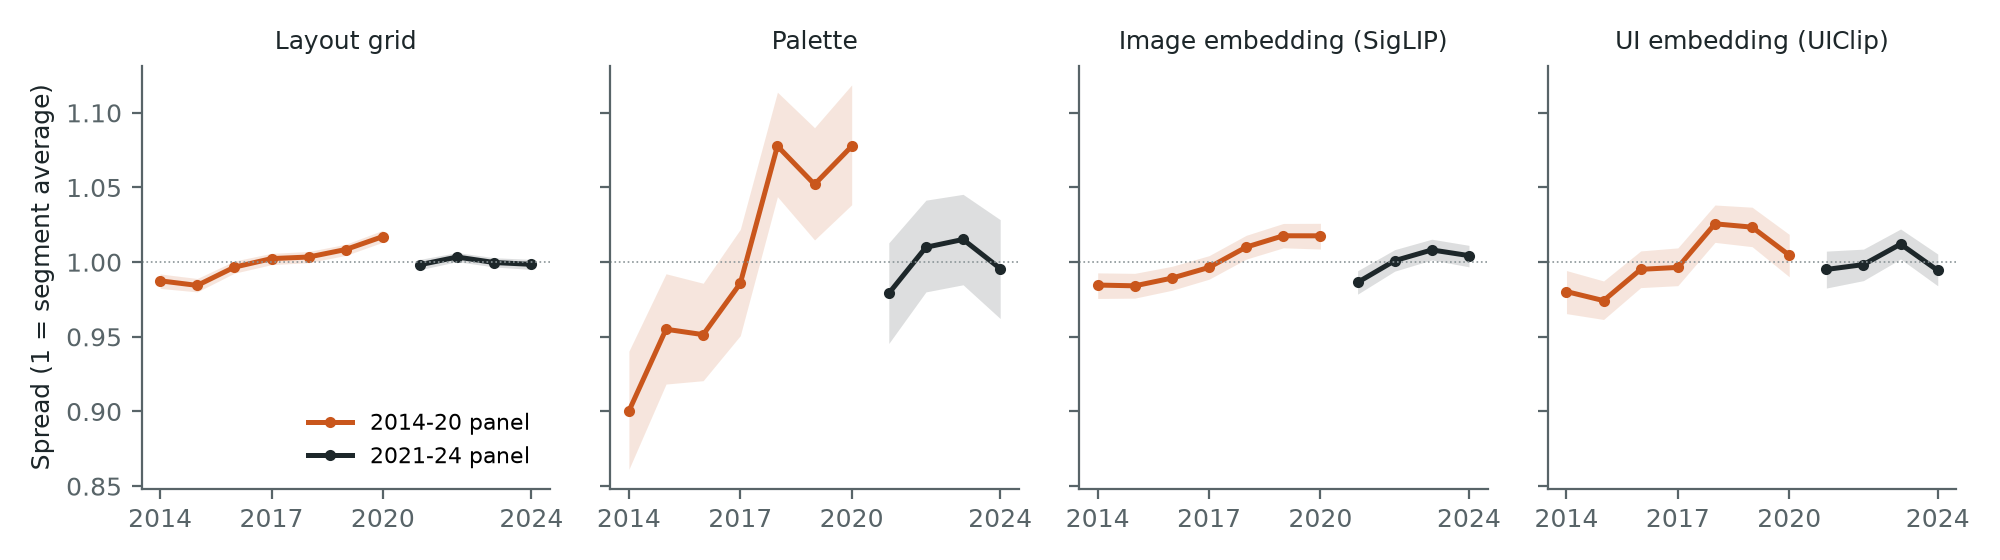 Layout grid
Palette
Image embedding (SigLIP)
UI embedding (UIClip)
Spread (1 = segment average)
1.10
1.05
1.00
0.95
0.90
0.85
2014-20 panel
2021-24 panel
2014 2017 2020 2024
2014 2017 2020 2024
2014 2017 2020 2024
2014 2017 2020 2024